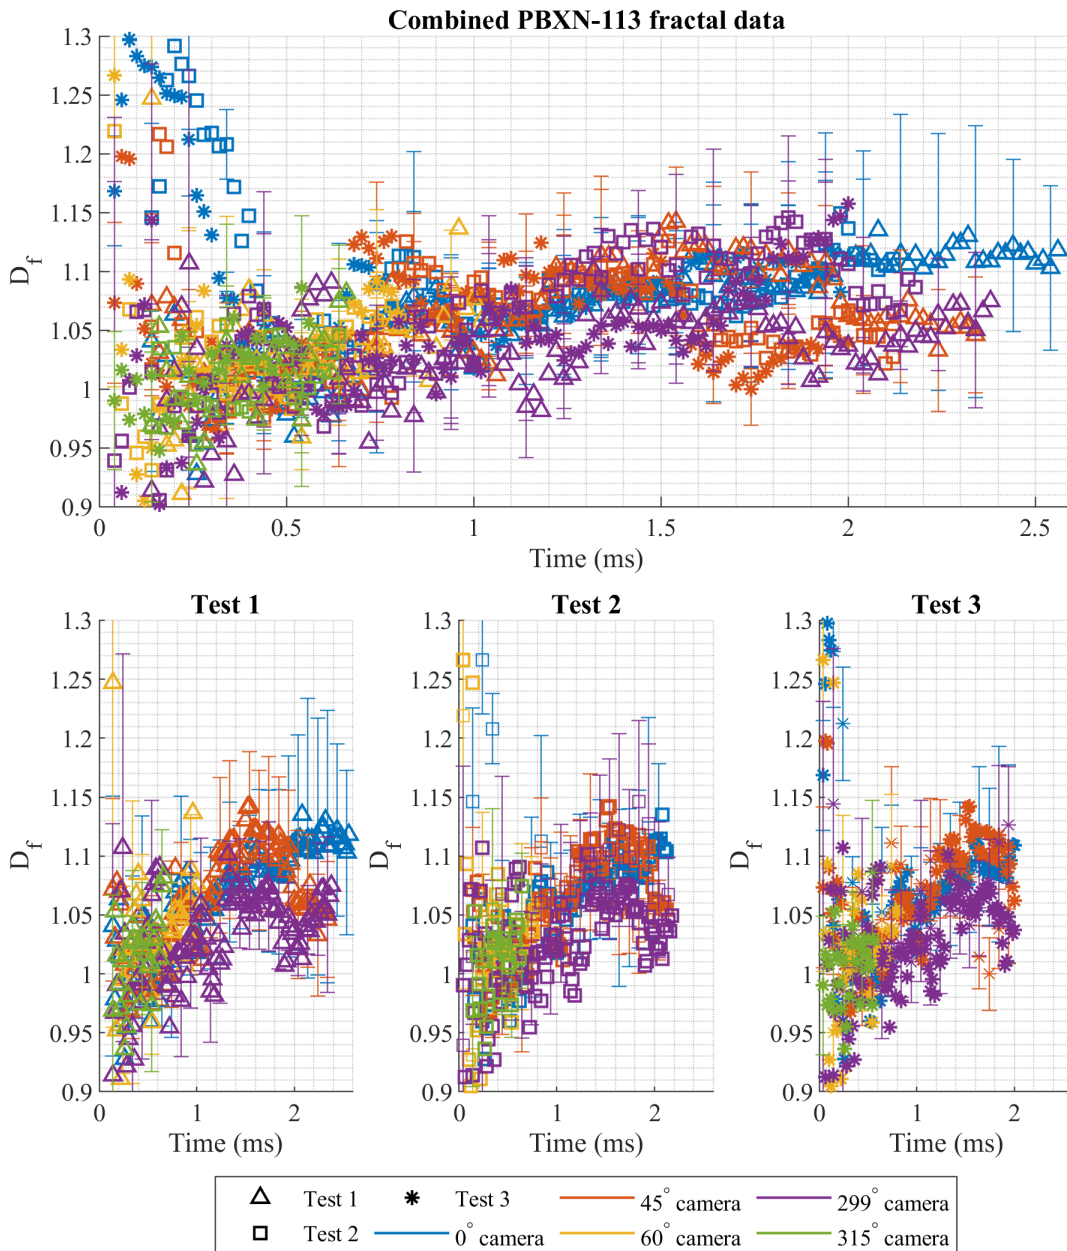 Combined PBXN-113 fractal data
1.3
1.25
1.2
1.15
1.1
1.05
1
0.95
0.9
D_f
0 0.5 1 1.5 2 2.5
Time (ms)
Test 1 Test 2 Test 3
1.3 1.3 1.3
1.25 1.25 1.25
1.2 1.2 1.2
1.15 1.15 1.15
1.1 1.1 1.1
D_f D_f D_f
1.05 1.05 1.05
1 1 1
0.95 0.95 0.95
0.9 0.9 0.9
0 1 2 0 1 2 0 1 2
Time (ms) Time (ms) Time (ms)
Test 1 Test 3 45° camera 299° camera
Test 2 0° camera 60° camera 315° camera